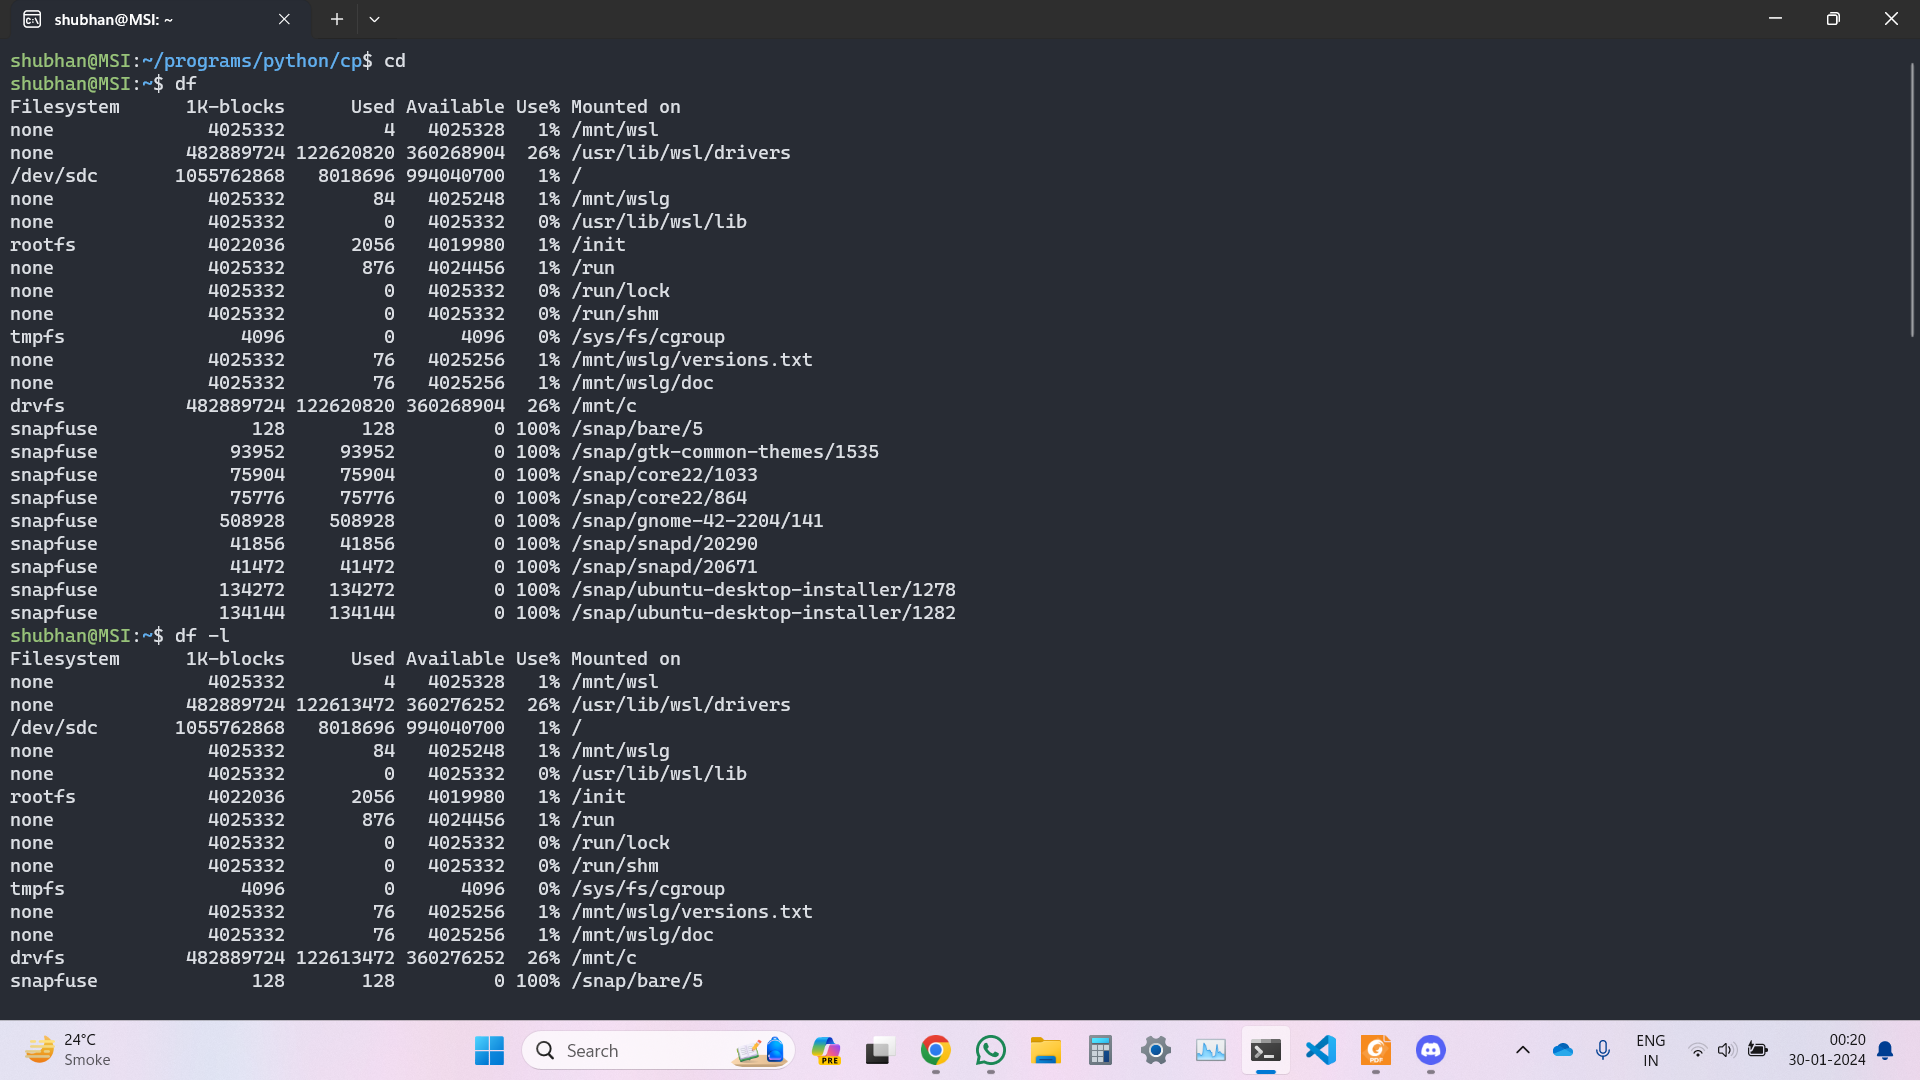 shubhan@MSI: ~
shubhan@MSI:~/programs/python/cp$ cd
shubhan@MSI:~$ df
Filesystem      1K-blocks      Used Available Use% Mounted on
none              4025332         4   4025328   1% /mnt/wsl
none            482889724 122620820 360268904  26% /usr/lib/wsl/drivers
/dev/sdc       1055762868   8018696 994040700   1% /
none              4025332        84   4025248   1% /mnt/wslg
none              4025332         0   4025332   0% /usr/lib/wsl/lib
rootfs            4022036      2056   4019980   1% /init
none              4025332       876   4024456   1% /run
none              4025332         0   4025332   0% /run/lock
none              4025332         0   4025332   0% /run/shm
tmpfs                4096         0      4096   0% /sys/fs/cgroup
none              4025332        76   4025256   1% /mnt/wslg/versions.txt
none              4025332        76   4025256   1% /mnt/wslg/doc
drvfs           482889724 122620820 360268904  26% /mnt/c
snapfuse              128       128         0 100% /snap/bare/5
snapfuse            93952     93952         0 100% /snap/gtk-common-themes/1535
snapfuse            75904     75904         0 100% /snap/core22/1033
snapfuse            75776     75776         0 100% /snap/core22/864
snapfuse           508928    508928         0 100% /snap/gnome-42-2204/141
snapfuse            41856     41856         0 100% /snap/snapd/20290
snapfuse            41472     41472         0 100% /snap/snapd/20671
snapfuse           134272    134272         0 100% /snap/ubuntu-desktop-installer/1278
snapfuse           134144    134144         0 100% /snap/ubuntu-desktop-installer/1282
shubhan@MSI:~$ df -l
Filesystem      1K-blocks      Used Available Use% Mounted on
none              4025332         4   4025328   1% /mnt/wsl
none            482889724 122613472 360276252  26% /usr/lib/wsl/drivers
/dev/sdc       1055762868   8018696 994040700   1% /
none              4025332        84   4025248   1% /mnt/wslg
none              4025332         0   4025332   0% /usr/lib/wsl/lib
rootfs            4022036      2056   4019980   1% /init
none              4025332       876   4024456   1% /run
none              4025332         0   4025332   0% /run/lock
none              4025332         0   4025332   0% /run/shm
tmpfs                4096         0      4096   0% /sys/fs/cgroup
none              4025332        76   4025256   1% /mnt/wslg/versions.txt
none              4025332        76   4025256   1% /mnt/wslg/doc
drvfs           482889724 122613472 360276252  26% /mnt/c
snapfuse              128       128         0 100% /snap/bare/5
24°C
Smoke
Search
PRE
PDF
ENG
IN
00:20
30-01-2024